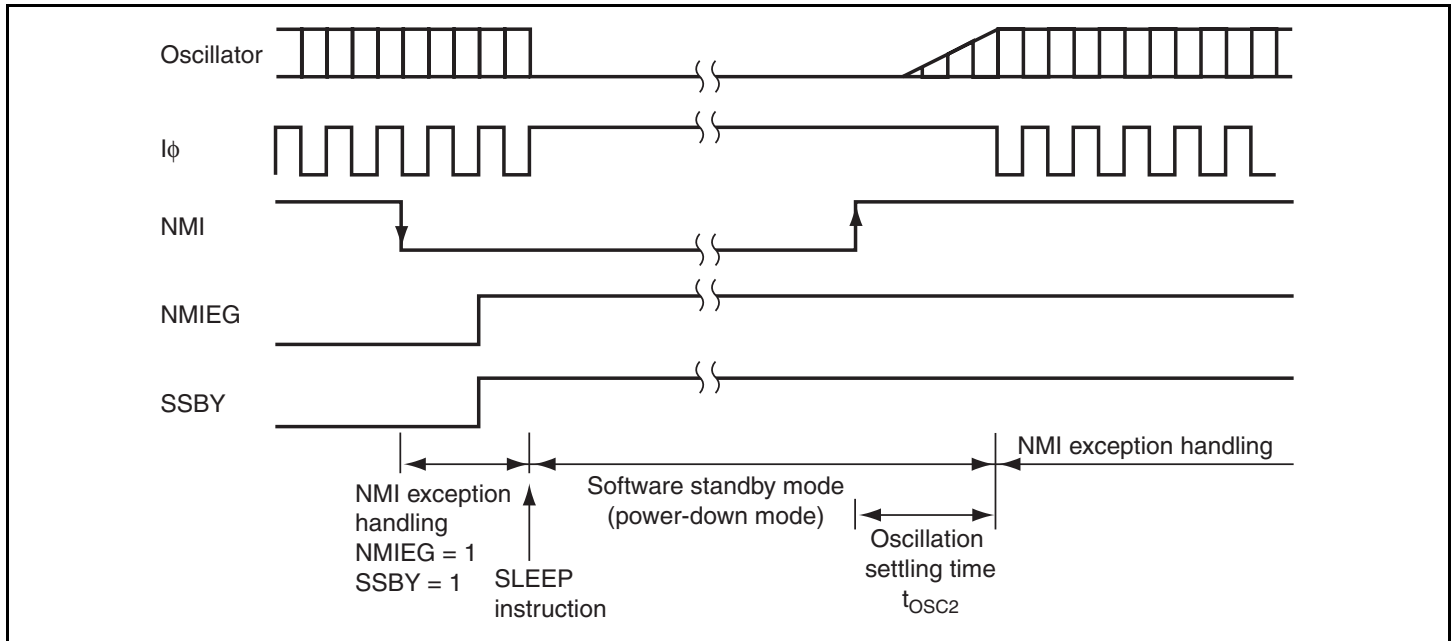 Oscillator
Iϕ
NMI
NMIEG
SSBY
NMI exception
handling
NMIEG = 1
SSBY = 1
SLEEP
instruction
Software standby mode
(power-down mode)
Oscillation
settling time
tOSC2
NMI exception handling